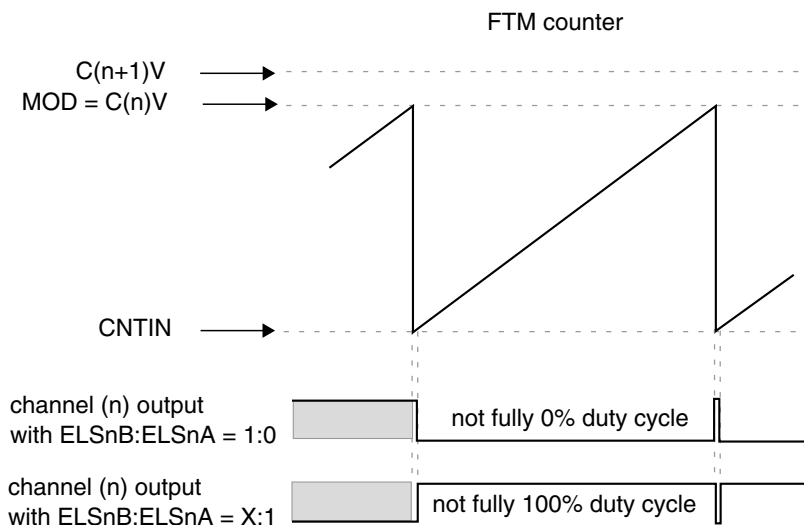 FTM counter
C(n+1)V
MOD = C(n)V
CNTIN
channel (n) output
with ELSnB:ELSnA = 1:0
not fully 0% duty cycle
channel (n) output
with ELSnB:ELSnA = X:1
not fully 100% duty cycle